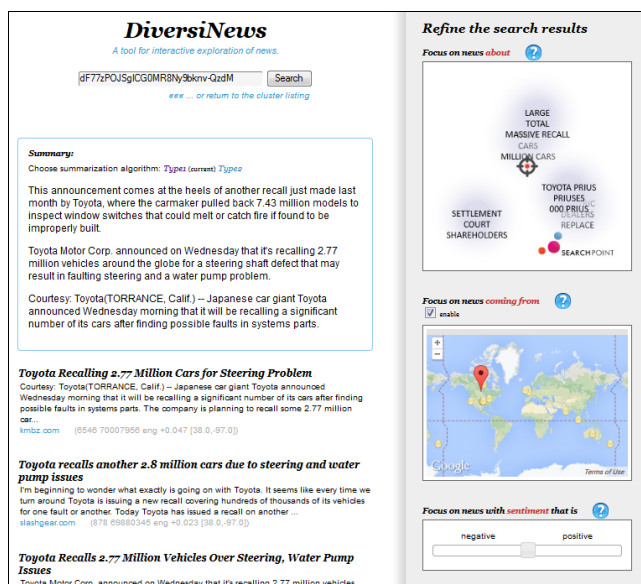 DiversiNews
A tool for interactive exploration of news.
dF77zPOJSgICG0MR8Ny9bknv-QzdM
Search
««« ... or return to the cluster listing
Summary:
Choose summarization algorithm: Type1 (current) Type2
This announcement comes at the heels of another recall just made last
month by Toyota, where the carmaker pulled back 7.43 million models to
inspect window switches that could melt or catch fire if found to be
improperly built.
Toyota Motor Corp. announced on Wednesday that it's recalling 2.77
million vehicles around the globe for a steering shaft defect that may
result in faulting steering and a water pump problem.
Courtesy: Toyota(TORRANCE, Calif.) -- Japanese car giant Toyota
announced Wednesday morning that it will be recalling a significant
number of its cars after finding possible faults in systems parts.
Toyota Recalling 2.77 Million Cars for Steering Problem
Courtesy: Toyota(TORRANCE, Calif.) -- Japanese car giant Toyota announced
Wednesday morning that it will be recalling a significant number of its cars after finding
possible faults in systems parts. The company is planning to recall some 2.77 million
car...
kmbz.com (6546 70007956 eng +0.047 [38.0,-97.0])
Toyota recalls another 2.8 million cars due to steering and water
pump issues
I'm beginning to wonder what exactly is going on with Toyota. It seems like every time we
turn around Toyota is issuing a new recall covering hundreds of thousands of its vehicles
for one fault or another. Today Toyota has issued a recall on another ...
slashgear.com (878 69880345 eng +0.023 [38.0,-97.0])
Toyota Recalls 2.77 Million Vehicles Over Steering, Water Pump
Issues
Toyota Motor Corp. announced on Wednesday that it's recalling 2.77 million vehicles
Refine the search results
Focus on news about
?
LARGE
TOTAL
MASSIVE RECALL
CARS
MILLION CARS
TOYOTA PRIUS
PRIUSES
000 PRIUS
DEALERS
REPLACE
SETTLEMENT
COURT
SHAREHOLDERS
SEARCHPOINT
Focus on news coming from
?
enable
+
-
Google
Terms of Use
Focus on news with sentiment that is
?
negative positive